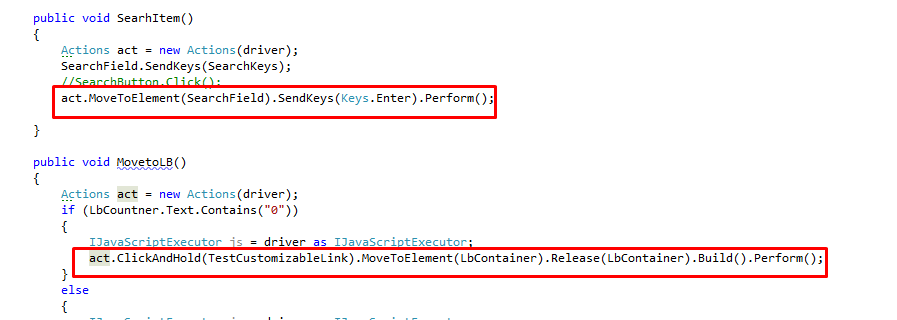 public void SearhItem()
{
Actions act = new Actions(driver);
SearchField.SendKeys(SearchKeys);
//SearchButton.Click();
act.MoveToElement(SearchField).SendKeys(Keys.Enter).Perform();
}
public void MovetoLB()
{
Actions act = new Actions(driver);
if (LbCountner.Text.Contains("0"))
{
IJavaScriptExecutor js = driver as IJavaScriptExecutor;
act.ClickAndHold(TestCustomizableLink).MoveToElement(LbContainer).Release(LbContainer).Build().Perform();
}
else
{